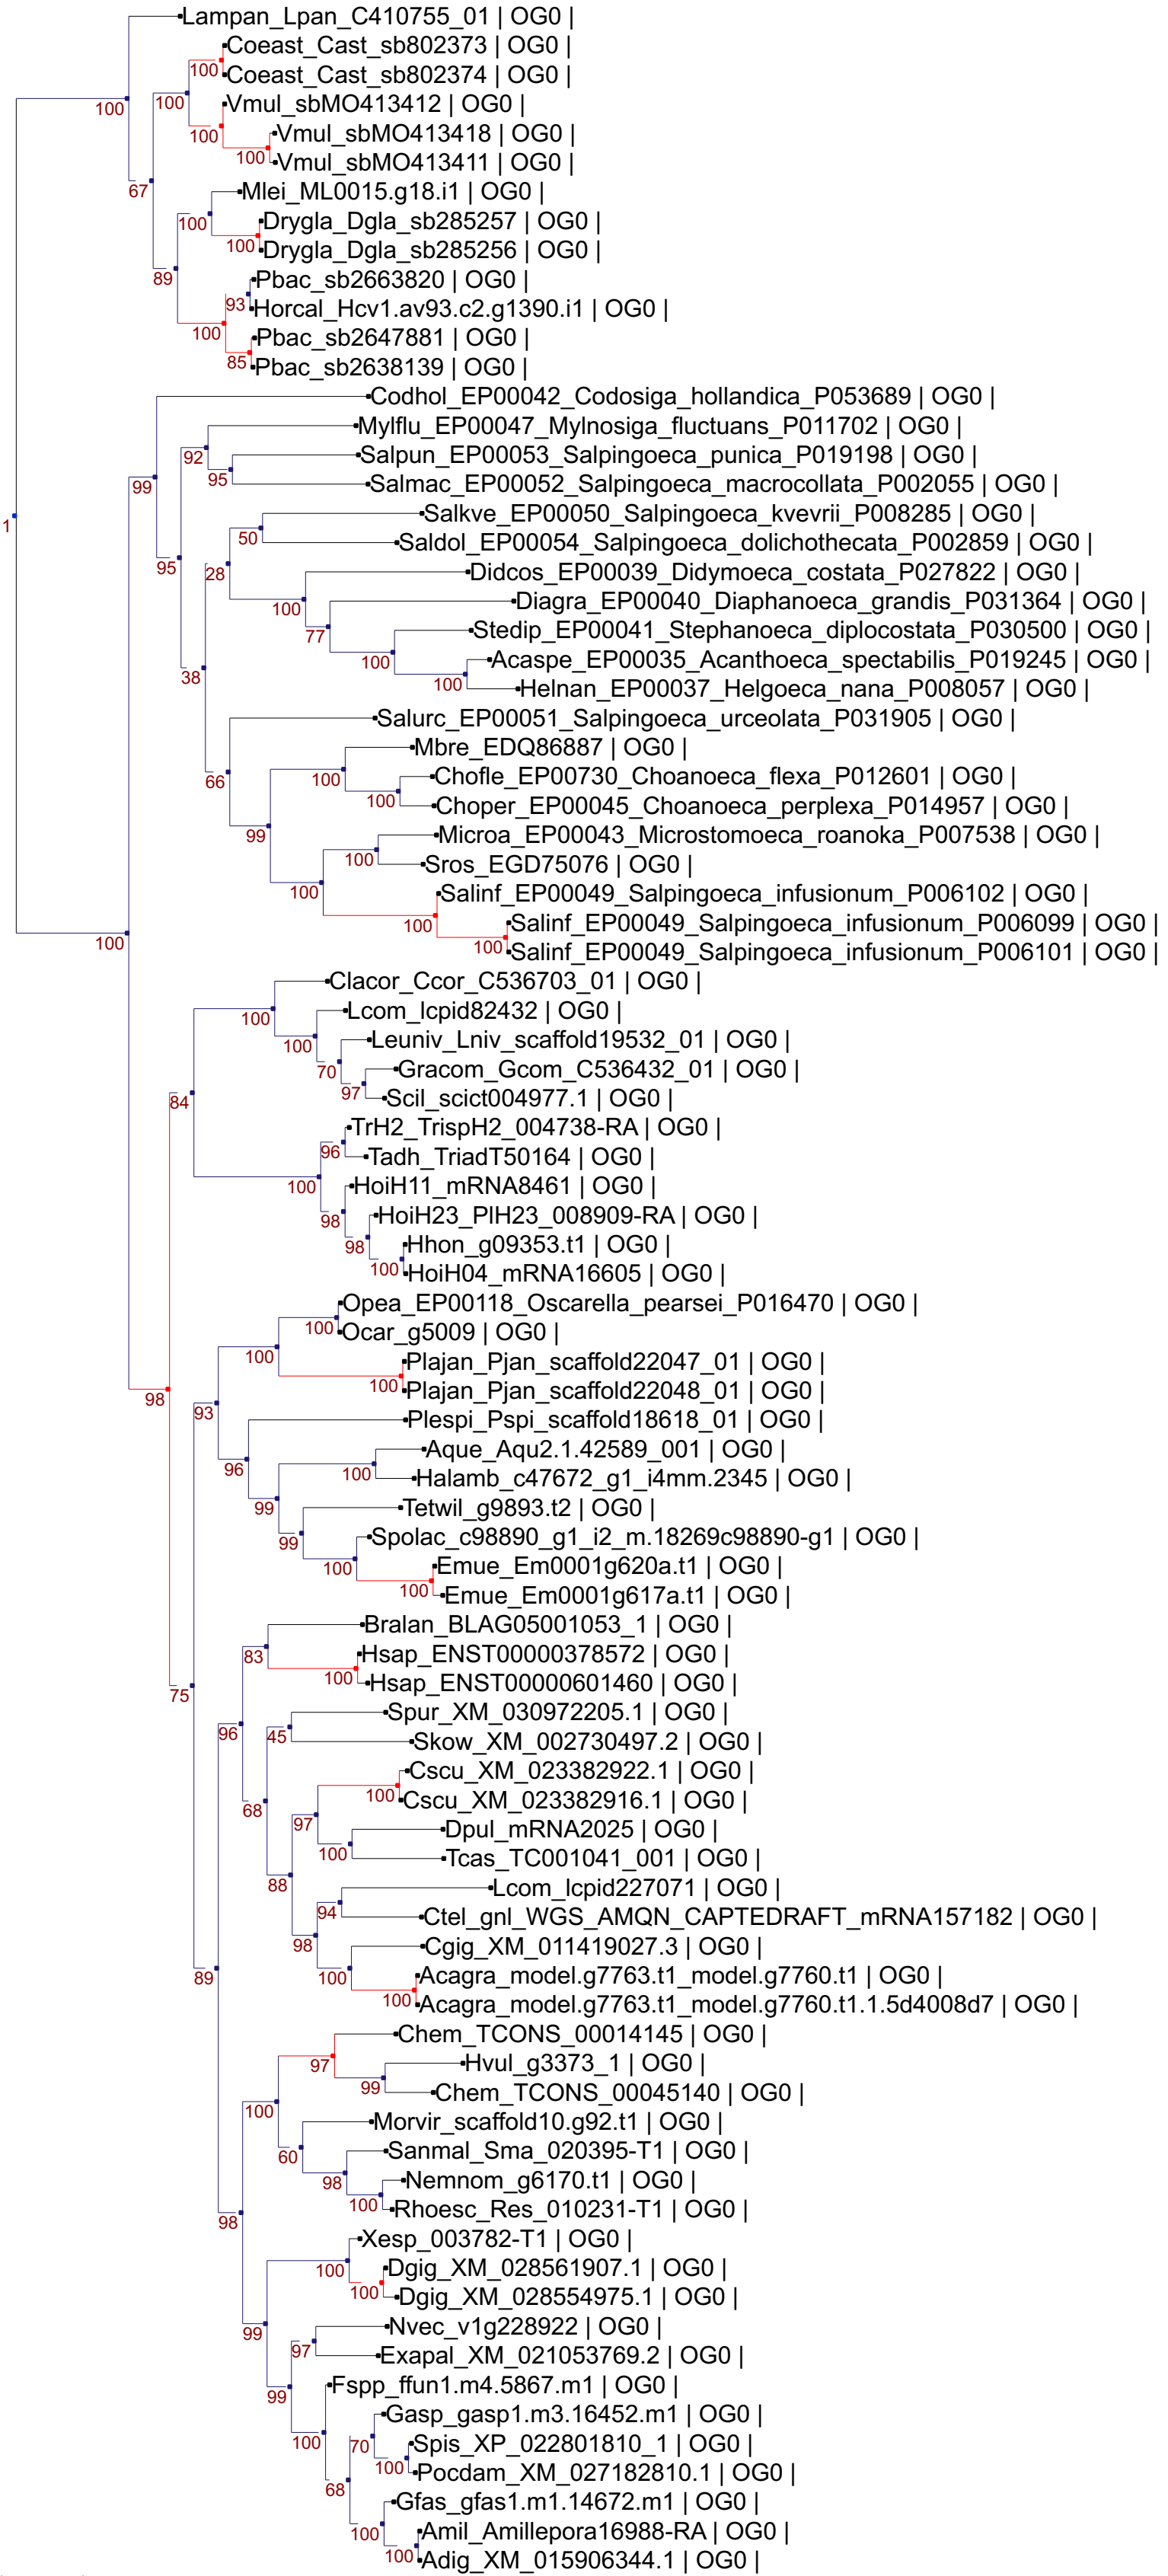 Lampan_Lpan_C410755_01 | OG0 |
Coeast_Cast_sb802373 | OG0 |
100
Coeast_Cast_sb802374 | OG0 |
100
100
Vmul_sbMO413412 | OG0 |
100
Vmul_sbMO413418 | OG0 |
100
Vmul_sbMO413411 | OG0 |
67
Mlei_ML0015.g18.i1 | OG0 |
100
Drygla_Dgla_sb285257 | OG0 |
100
Drygla_Dgla_sb285256 | OG0 |
89
Pbac_sb2663820 | OG0 |
93
Horcal_Hcv1.av93.c2.g1390.i1 | OG0 |
100
Pbac_sb2647881 | OG0 |
85
Pbac_sb2638139 | OG0 |
Codhol_EP00042_Codosiga_hollandica_P053689 | OG0 |
Mylflu_EP00047_Mylnosiga_fluctuans_P011702 | OG0 |
92
Salpun_EP00053_Salpingoeca_punica_P019198 | OG0 |
95
99
Salmac_EP00052_Salpingoeca_macrocollata_P002055 | OG0 |
Salkve_EP00050_Salpingoeca_kvevrii_P008285 | OG0 |
1
50
Saldol_EP00054_Salpingoeca_dolichothecata_P002859 | OG0 |
95
28
Didcos_EP00039_Didymoeca_costata_P027822 | OG0 |
100
Diagra_EP00040_Diaphanoeca_grandis_P031364 | OG0 |
77
Stedip_EP00041_Stephanoeca_diplocostata_P030500 | OG0 |
100
Acaspe_EP00035_Acanthoeca_spectabilis_P019245 | OG0 |
38
100
Helnan_EP00037_Helgoeca_nana_P008057 | OG0 |
Salurc_EP00051_Salpingoeca_urceolata_P031905 | OG0 |
Mbre_EDQ86887 | OG0 |
66
100
Chofle_EP00730_Choanoeca_flexa_P012601 | OG0 |
100
Choper_EP00045_Choanoeca_perplexa_P014957 | OG0 |
99
Microa_EP00043_Microstomoeca_roanoka_P007538 | OG0 |
100
Sros_EGD75076 | OG0 |
100
Salinf_EP00049_Salpingoeca_infusionum_P006102 | OG0 |
100
Salinf_EP00049_Salpingoeca_infusionum_P006099 | OG0 |
100
100
Salinf_EP00049_Salpingoeca_infusionum_P006101 | OG0 |
Clacor_Ccor_C536703_01 | OG0 |
Lcom_lcpid82432 | OG0 |
100
Leuniv_Lniv_scaffold19532_01 | OG0 |
100
Gracom_Gcom_C536432_01 | OG0 |
70
97
Scil_scict004977.1 | OG0 |
84
TrH2_TrispH2_004738-RA | OG0 |
96
Tadh_TriadT50164 | OG0 |
100
HoiH11_mRNA8461 | OG0 |
98
HoiH23_PlH23_008909-RA | OG0 |
98
Hhon_g09353.t1 | OG0 |
100
HoiH04_mRNA16605 | OG0 |
Opea_EP00118_Oscarella_pearsei_P016470 | OG0 |
100
Ocar_g5009 | OG0 |
100
Plajan_Pjan_scaffold22047_01 | OG0 |
100
Plajan_Pjan_scaffold22048_01 | OG0 |
98
93
Plespi_Pspi_scaffold18618_01 | OG0 |
Aque_Aqu2.1.42589_001 | OG0 |
96
100
Halamb_c47672_g1_i4mm.2345 | OG0 |
99
Tetwil_g9893.t2 | OG0 |
99
Spolac_c98890_g1_i2_m.18269c98890-g1 | OG0 |
100
Emue_Em0001g620a.t1 | OG0 |
100
Emue_Em0001g617a.t1 | OG0 |
Bralan_BLAG05001053_1 | OG0 |
83
Hsap_ENST00000378572 | OG0 |
100
Hsap_ENST00000601460 | OG0 |
75
Spur_XM_030972205.1 | OG0 |
96
45
Skow_XM_002730497.2 | OG0 |
Cscu_XM_023382922.1 | OG0 |
100
Cscu_XM_023382916.1 | OG0 |
68
97
Dpul_mRNA2025 | OG0 |
100
Tcas_TC001041_001 | OG0 |
88
Lcom_lcpid227071 | OG0 |
94
Ctel_gnl_WGS_AMQN_CAPTEDRAFT_mRNA157182 | OG0 |
98
Cgig_XM_011419027.3 | OG0 |
89
100
Acagra_model.g7763.t1_model.g7760.t1 | OG0 |
100
Acagra_model.g7763.t1_model.g7760.t1.1.5d4008d7 | OG0 |
Chem_TCONS_00014145 | OG0 |
97
Hvul_g3373_1 | OG0 |
99
Chem_TCONS_00045140 | OG0 |
100
Morvir_scaffold10.g92.t1 | OG0 |
60
Sanmal_Sma_020395-T1 | OG0 |
98
Nemnom_g6170.t1 | OG0 |
100
Rhoesc_Res_010231-T1 | OG0 |
98
Xesp_003782-T1 | OG0 |
100
Dgig_XM_028561907.1 | OG0 |
100
Dgig_XM_028554975.1 | OG0 |
Nvec_v1g228922 | OG0 |
99
97
Exapal_XM_021053769.2 | OG0 |
Fspp_ffun1.m4.5867.m1 | OG0 |
99
Gasp_gasp1.m3.16452.m1 | OG0 |
100
70
Spis_XP_022801810_1 | OG0 |
100
Pocdam_XM_027182810.1 | OG0 |
68
Gfas_gfas1.m1.14672.m1 | OG0 |
100
Amil_Amillepora16988-RA | OG0 |
100
Adig_XM_015906344.1 | OG0 |